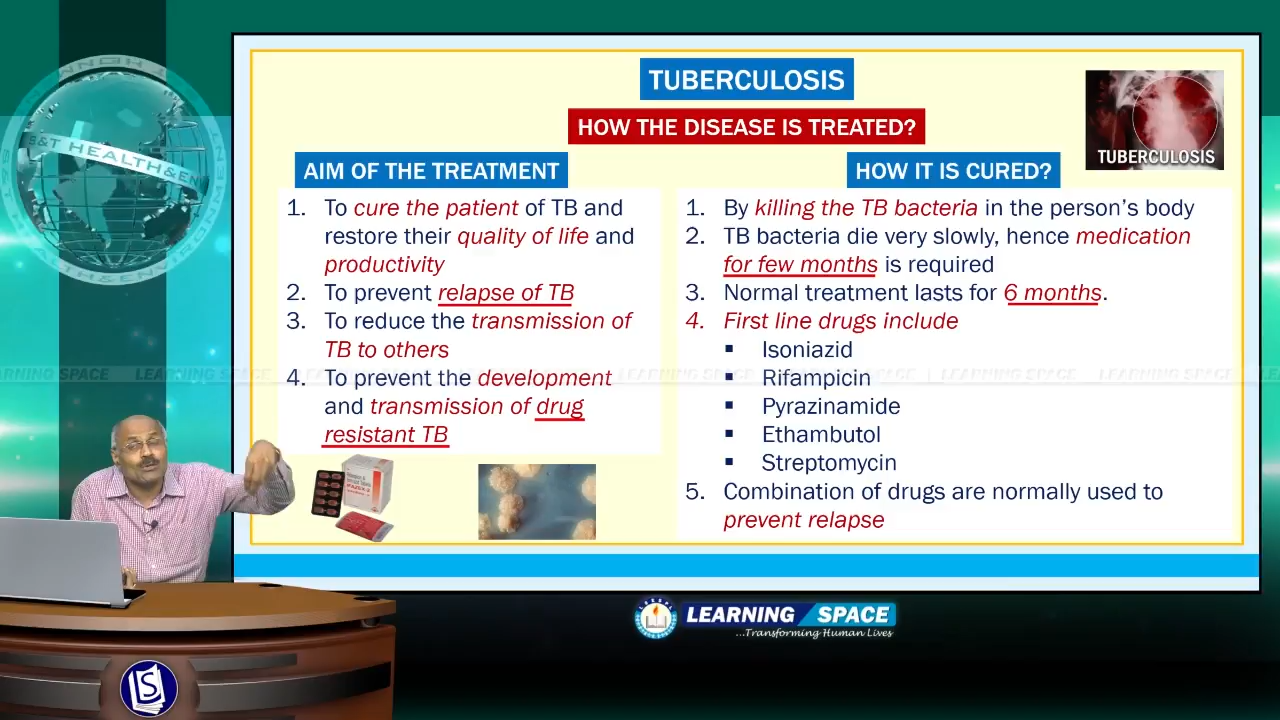 TUBERCULOSIS
HOW THE DISEASE IS TREATED?
TUBERCULOSIS
AIM OF THE TREATMENT
1. To cure the patient of TB and
restore their quality of life and
productivity
2. To prevent relapse of TB
3. To reduce the transmission of
TB to others
4. To prevent the development
and transmission of drug
resistant TB
HOW IT IS CURED?
1. By killing the TB bacteria in the person's body
2. TB bacteria die very slowly, hence medication
for few months is required
3. Normal treatment lasts for 6 months.
4. First line drugs include
▪ Isoniazid
▪ Rifampicin
▪ Pyrazinamide
▪ Ethambutol
▪ Streptomycin
5. Combination of drugs are normally used to
prevent relapse
&T HEALTH&EN
LEARNING SPACE
LEARNING SPACE
...Transforming Human Lives
LS